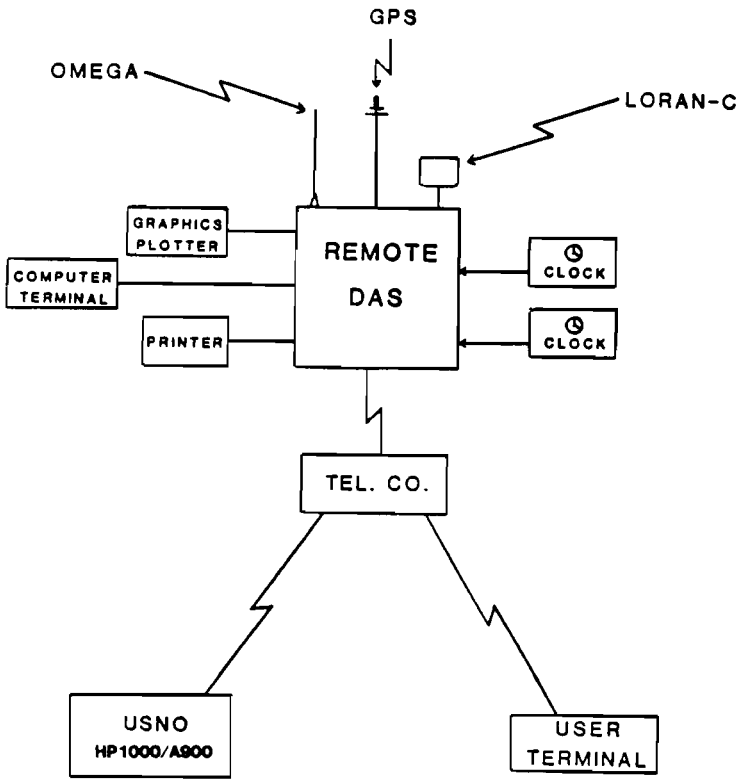 GPS
OMEGA
LORAN-C
GRAPHICS
PLOTTER
REMOTE
DAS
CLOCK
COMPUTER
TERMINAL
PRINTER
CLOCK
TEL. CO.
USNO
HP1000/A900
USER
TERMINAL